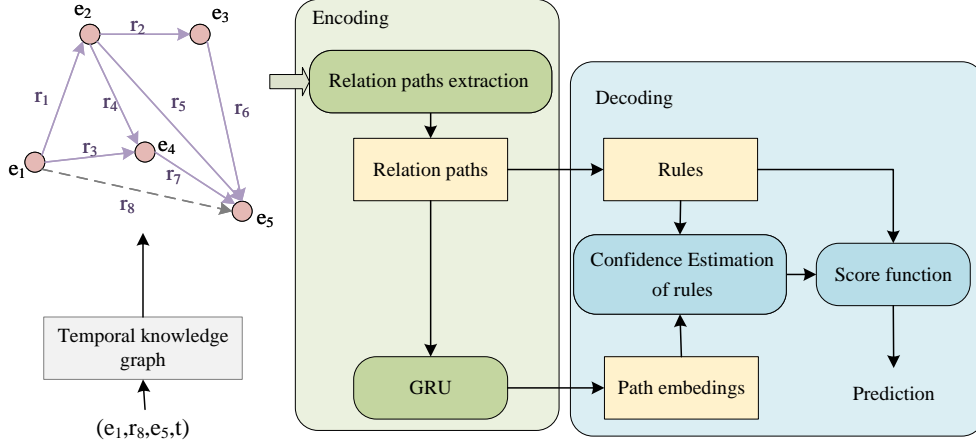 e2
r2
e3
r1
r4
r5
r6
r3
e4
e1
r7
r8
e5
Temporal knowledge
graph
(e1,r8,e5,t)
Encoding
Relation paths extraction
Relation paths
GRU
Decoding
Rules
Confidence Estimation
of rules
Score function
Path embedings
Prediction